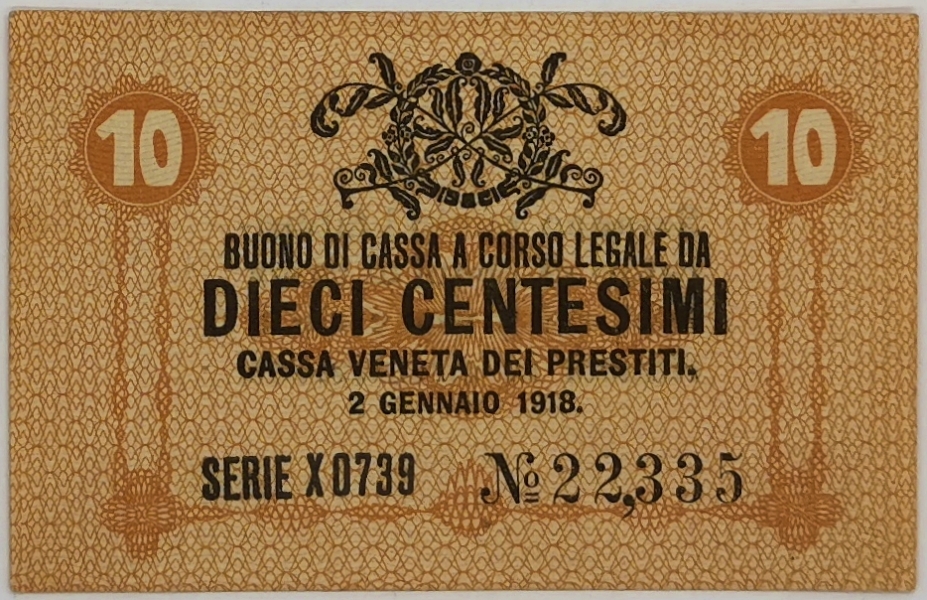 10 10
BUONO DI CASSA A CORSO LEGALE DA
DIECI CENTESIMI
CASSA VENETA DEI PRESTITI.
2 GENNAIO 1918.
SERIE X0739 № 22,335